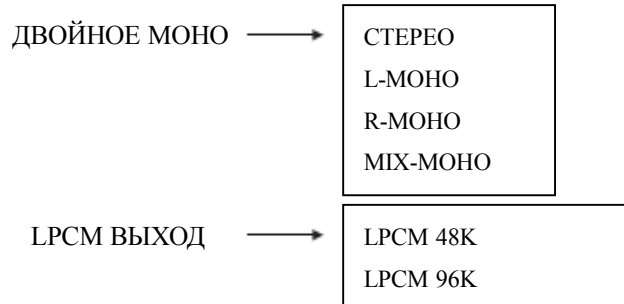 ДВОЙНОЕ МОНО
СТЕРЕО
L-МОНО
R-МОНО
MIX-МОНО
LPCM ВЫХОД
LPCM 48K
LPCM 96K